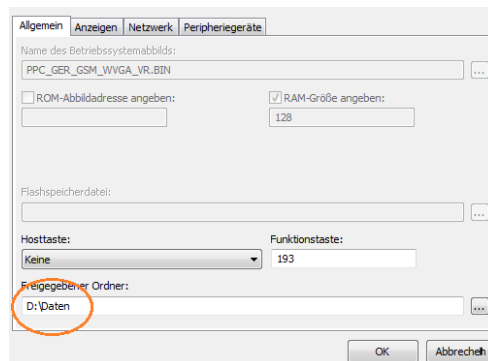 Allgemein Anzeigen Netzwerk Peripheriegeräte
Name des Betriebssystemabbilds:
PPC_GER_GSM_WVGA_VR.BIN ...
ROM-Abbildadresse angeben: RAM-Größe angeben:
128
Flashspeicherdatei:
...
Hosttaste: Funktionstaste:
Keine 193
Freigegebener Ordner:
D:\Daten ...
OK Abbrechen